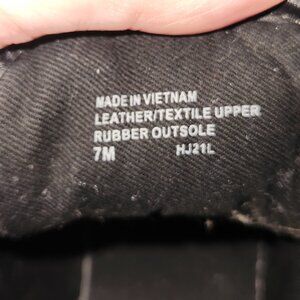 MADE IN VIETNAM
LEATHER/TEXTILE UPPER
RUBBER OUTSOLE
7M HJ21L